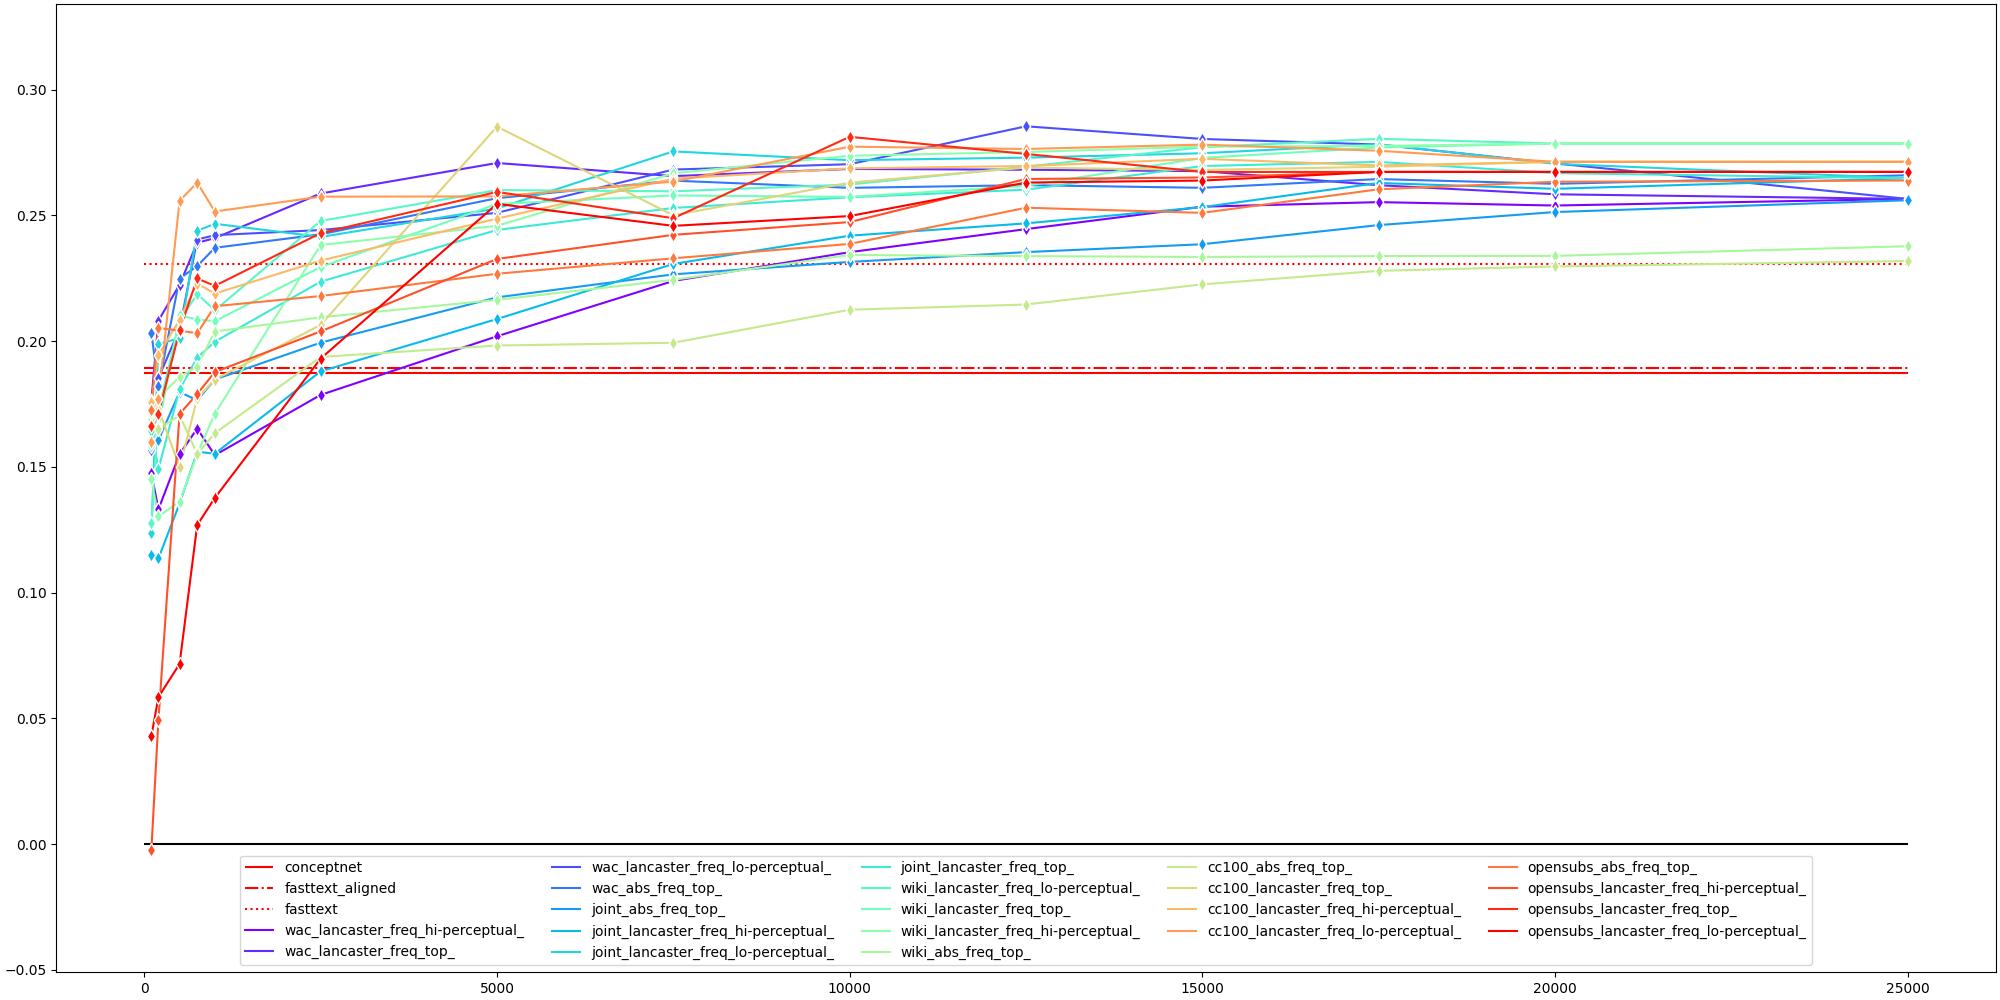 0.30
0.25
0.20
0.15
0.10
0.05
0.00
−0.05
conceptnet
fasttext_aligned
fasttext
wac_lancaster_freq_hi-perceptual_
wac_lancaster_freq_top_
wac_lancaster_freq_lo-perceptual_
wac_abs_freq_top_
joint_abs_freq_top_
joint_lancaster_freq_hi-perceptual_
joint_lancaster_freq_lo-perceptual_
joint_lancaster_freq_top_
wiki_lancaster_freq_lo-perceptual_
wiki_lancaster_freq_top_
wiki_lancaster_freq_hi-perceptual_
wiki_abs_freq_top_
cc100_abs_freq_top_
cc100_lancaster_freq_top_
cc100_lancaster_freq_hi-perceptual_
cc100_lancaster_freq_lo-perceptual_
opensubs_abs_freq_top_
opensubs_lancaster_freq_hi-perceptual_
opensubs_lancaster_freq_top_
opensubs_lancaster_freq_lo-perceptual_
0 5000 10000 15000 20000 25000